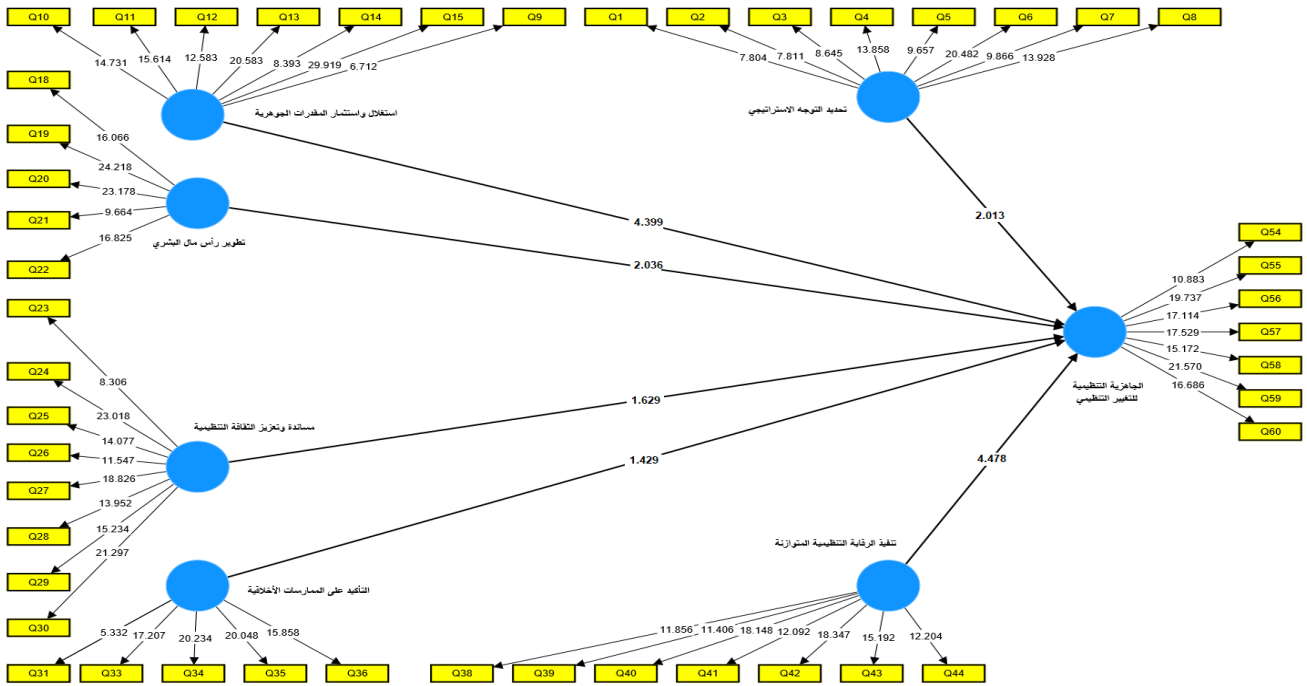 Q10 Q11 Q12 Q13 Q14 Q15 Q9
14.731 15.614 12.583 20.583 8.393 29.919 6.712
استغلال واستثمار المقدرات الجوهرية
Q1 Q2 Q3 Q4 Q5 Q6 Q7 Q8
7.804 7.811 8.645 13.858 9.657 20.482 9.866 13.928
تحديد التوجه الاستراتيجي
Q18
Q19
Q20
Q21
Q22
16.066
24.218
23.178
9.664
16.825
تطوير رأس مال البشري
4.399
2.036
2.013
1.629
1.429
4.478
Q23
Q24
Q25
Q26
Q27
Q28
Q29
Q30
8.306
23.018
14.077
11.547
18.826
13.952
15.234
21.297
مساندة وتعزيز الثقافة التنظيمية
Q54
Q55
Q56
Q57
Q58
Q59
Q60
10.883
19.737
17.114
17.529
15.172
21.570
16.686
الجاهزية التنظيمية
للتغيير التنظيمي
التأكيد على الممارسات الأخلاقية
5.332 17.207 20.234 20.048 15.858
Q31 Q33 Q34 Q35 Q36
تنفيذ الرقابة التنظيمية المتوازنة
11.856 11.406 18.148 12.092 18.347 15.192 12.204
Q38 Q39 Q40 Q41 Q42 Q43 Q44